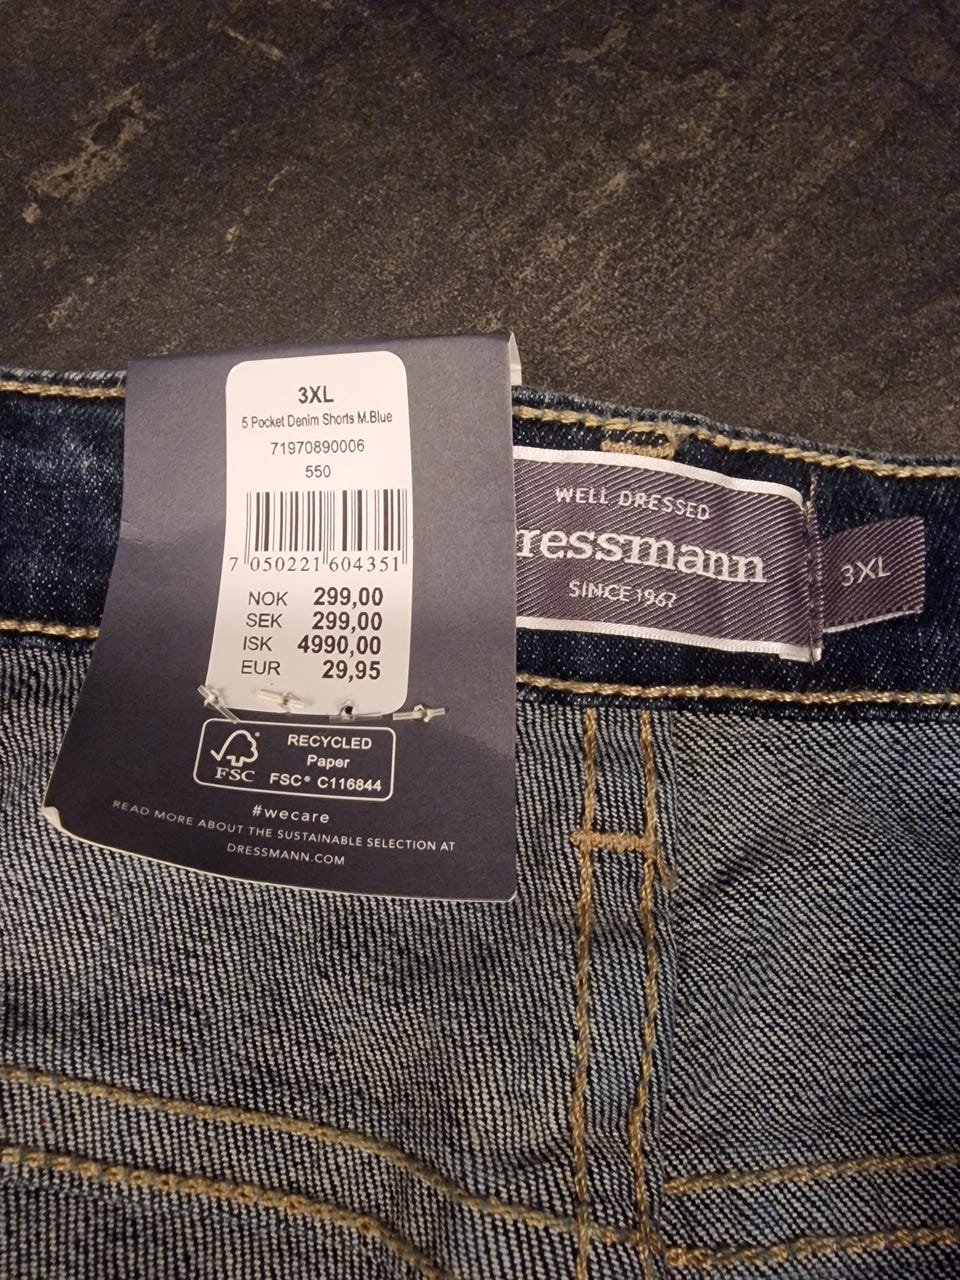 3XL
5 Pocket Denim Shorts M.Blue
71970890006
550
7 050221 604351
NOK 299,00
SEK 299,00
ISK 4990,00
EUR 29,95
FSC
RECYCLED
Paper
FSC® C116844
#wecare
READ MORE ABOUT THE SUSTAINABLE SELECTION AT
DRESSMANN.COM
WELL DRESSED
ressmann
SINCE 1967
3XL